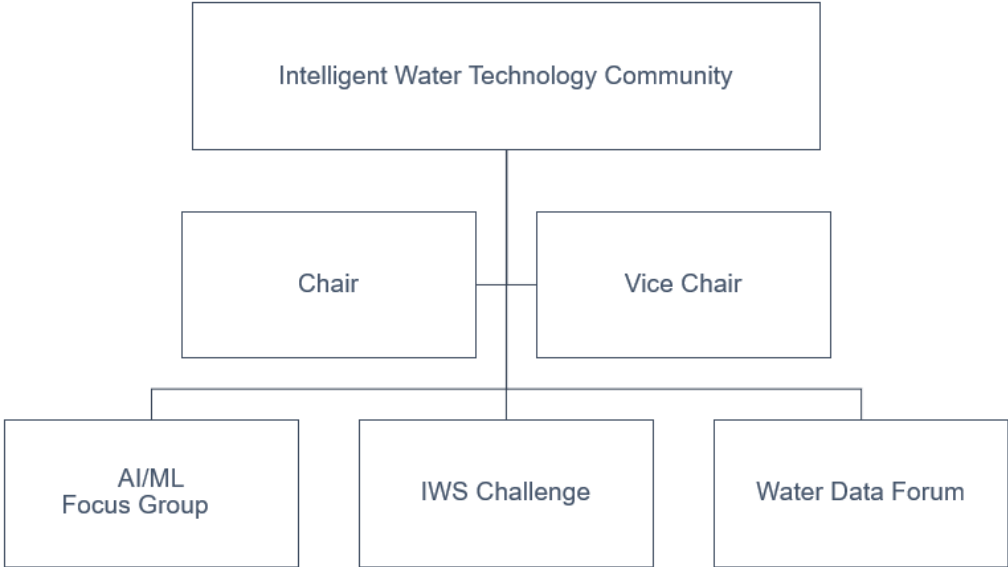 Intelligent Water Technology Community
Chair
Vice Chair
AI/ML
Focus Group
IWS Challenge
Water Data Forum